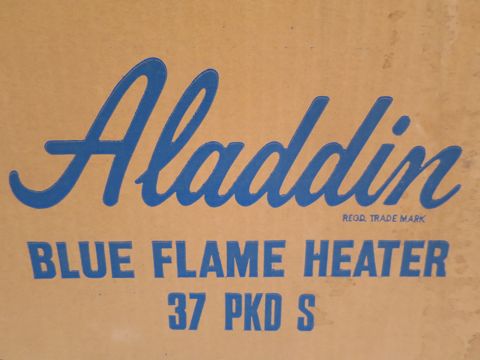 Aladdin
REGD. TRADE MARK
BLUE FLAME HEATER
37 PKD S